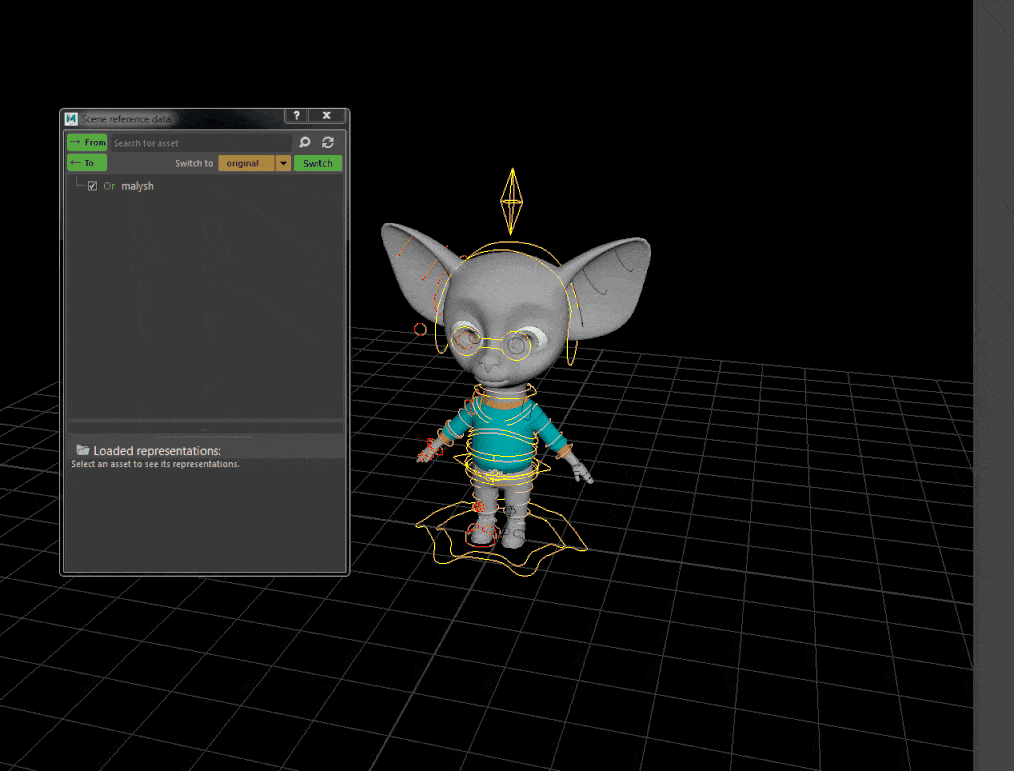 Scene reference data
? x
→ From Search for asset
← To Switch to original Switch
Or malysh
Loaded representations:
Select an asset to see its representations.